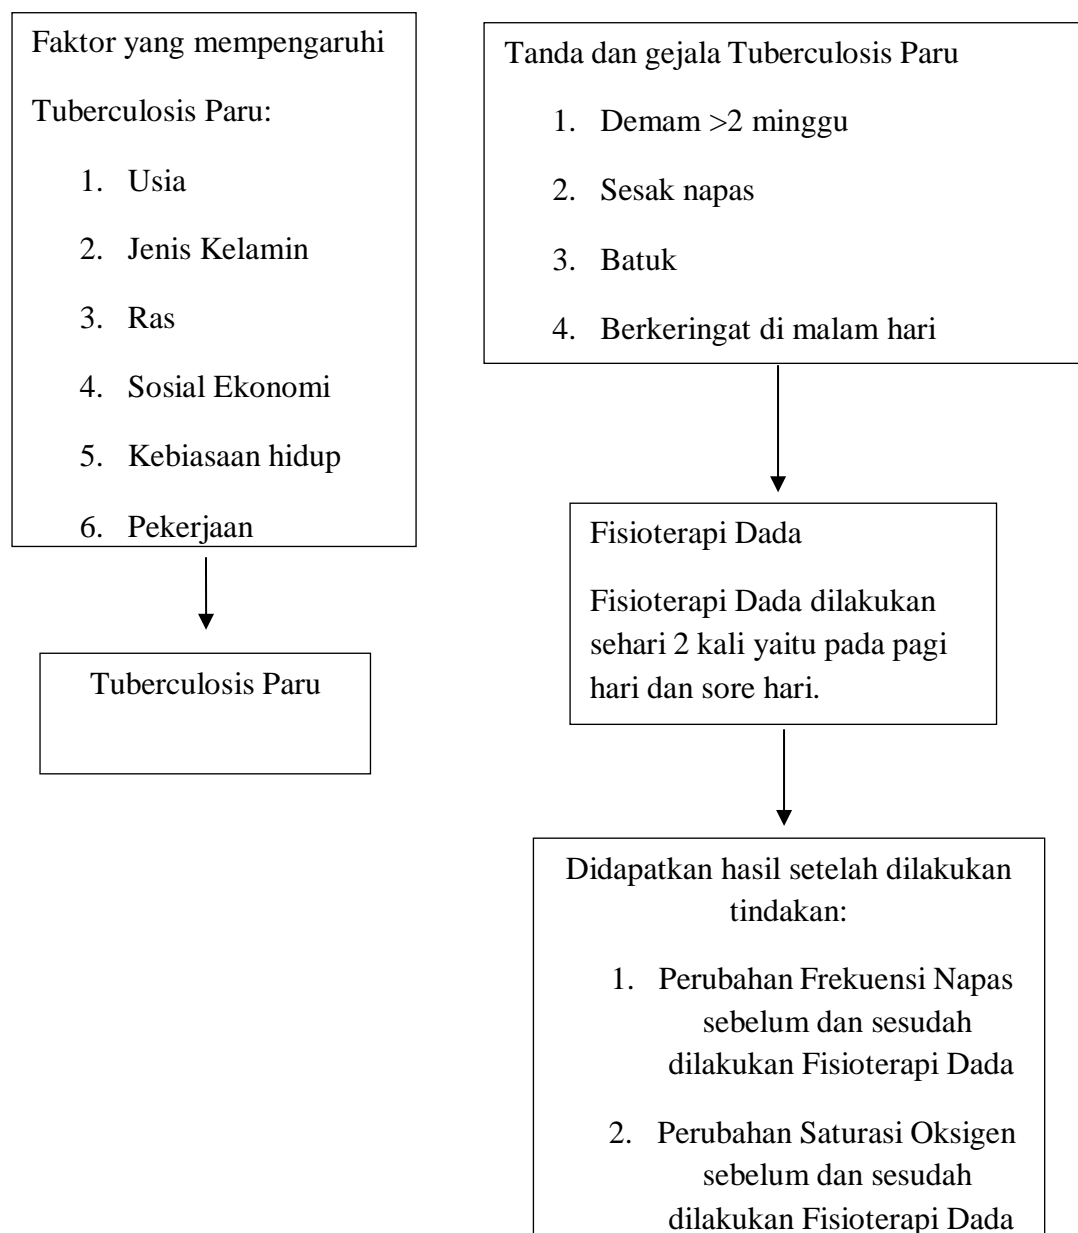 Faktor yang mempengaruhi
Tuberculosis Paru:
1. Usia
2. Jenis Kelamin
3. Ras
4. Sosial Ekonomi
5. Kebiasaan hidup
6. Pekerjaan
Tuberculosis Paru
Tanda dan gejala Tuberculosis Paru
1. Demam >2 minggu
2. Sesak napas
3. Batuk
4. Berkeringat di malam hari
Fisioterapi Dada
Fisioterapi Dada dilakukan
sehari 2 kali yaitu pada pagi
hari dan sore hari.
Didapatkan hasil setelah dilakukan
tindakan:
1. Perubahan Frekuensi Napas
sebelum dan sesudah
dilakukan Fisioterapi Dada
2. Perubahan Saturasi Oksigen
sebelum dan sesudah
dilakukan Fisioterapi Dada